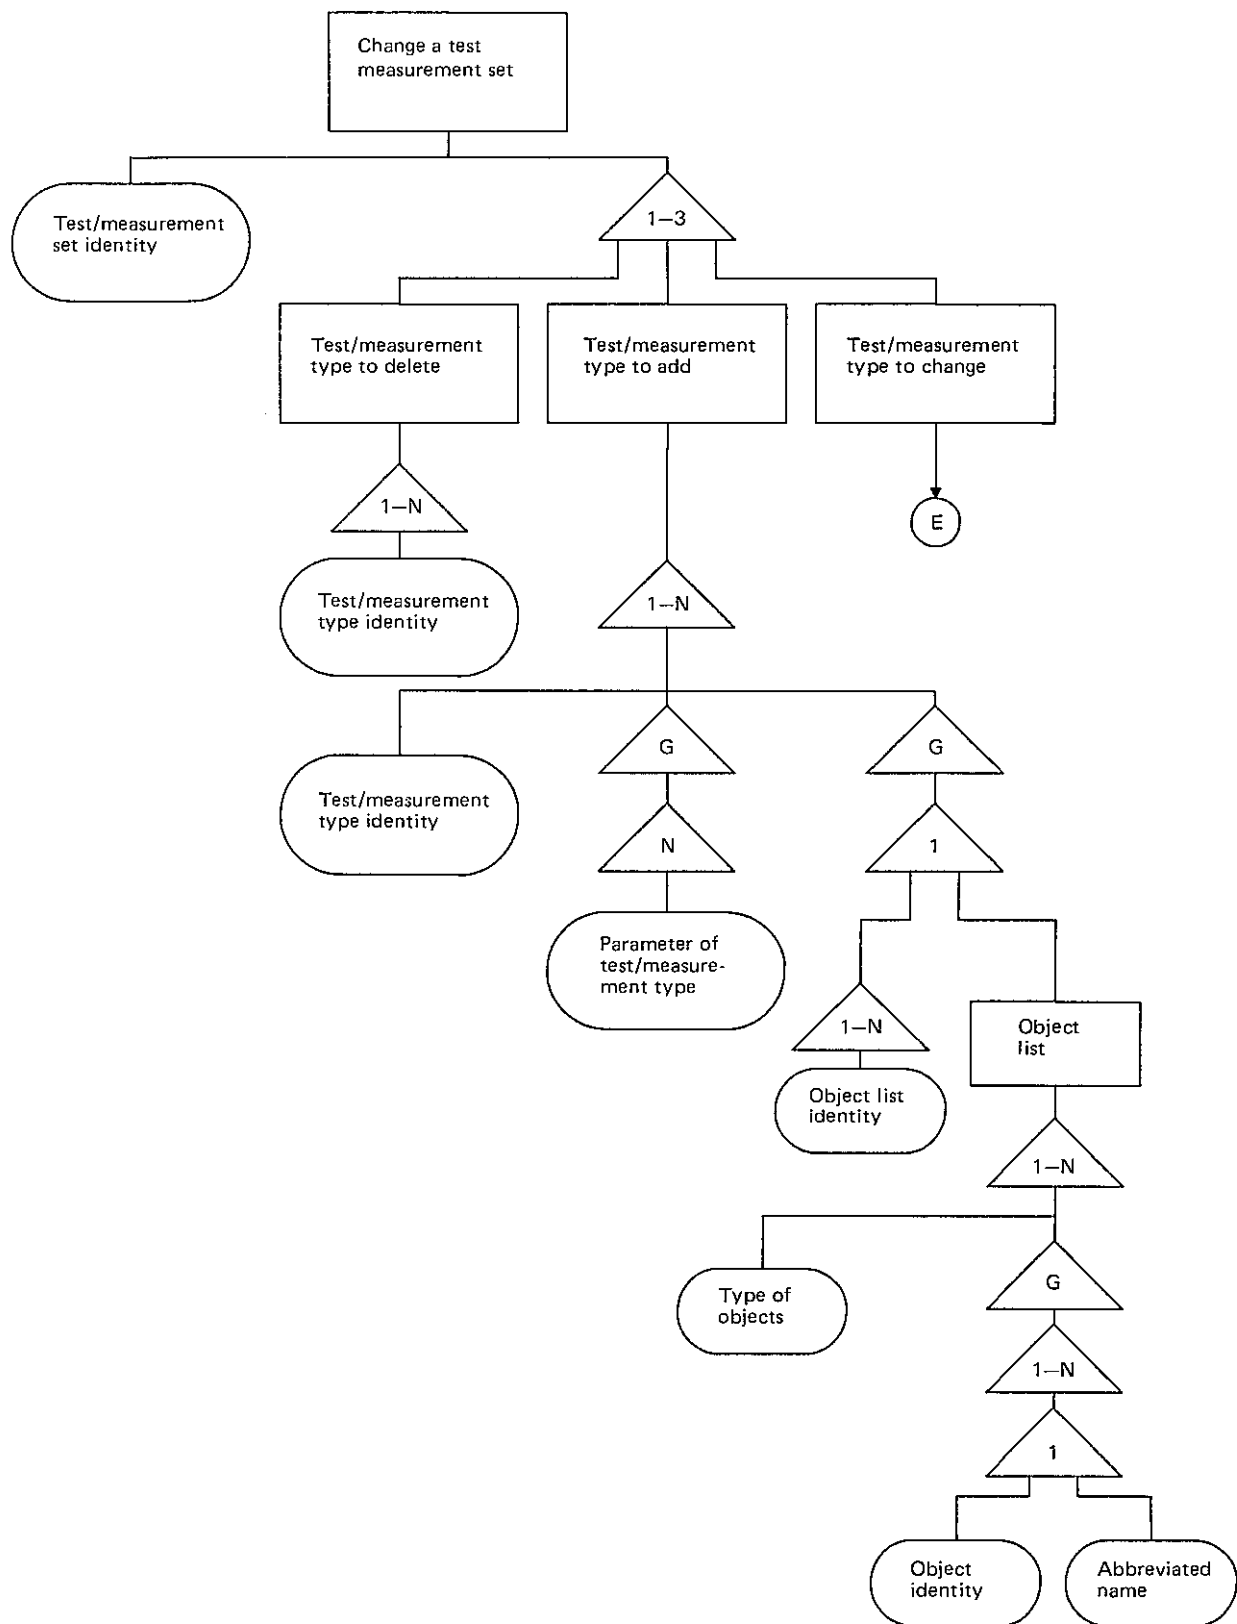 Change a test
measurement set
Test/measurement
set identity
1–3
Test/measurement
type to delete
Test/measurement
type to add
Test/measurement
type to change
1–N
E
Test/measurement
type identity
1–N
G
G
Test/measurement
type identity
N
1
Parameter of
test/measure-
ment type
1–N
Object
list
Object list
identity
1–N
Type of
objects
G
1–N
1
Object
identity
Abbreviated
name